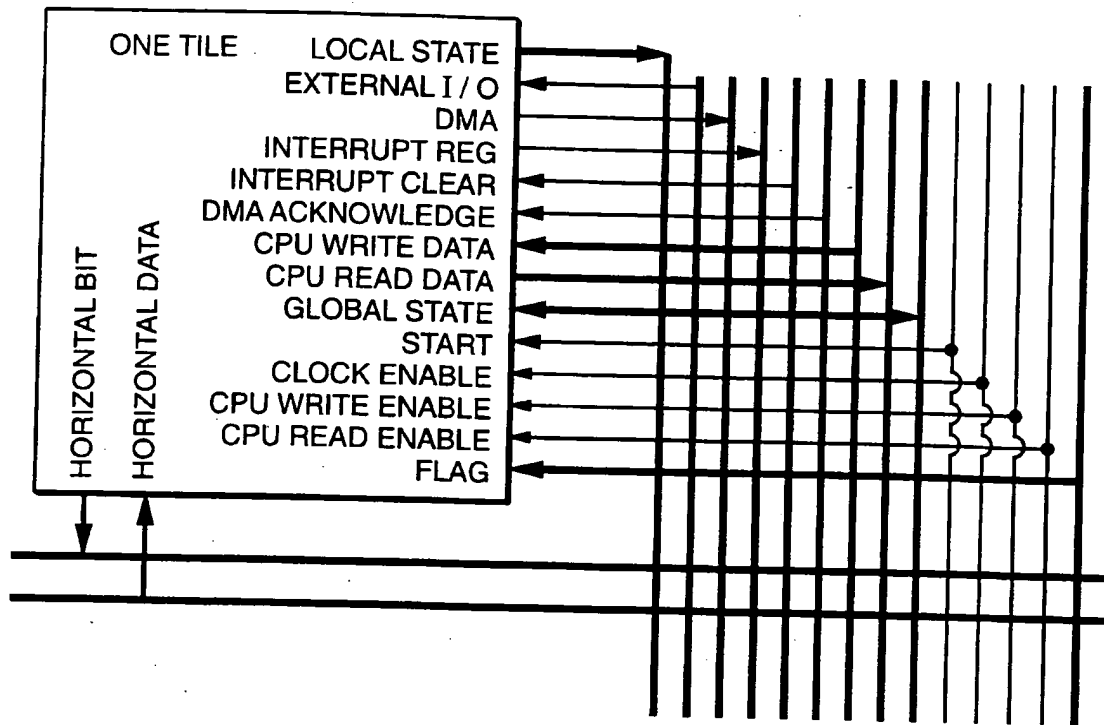 ONE TILE LOCAL STATE
EXTERNAL I / O
DMA
INTERRUPT REG
INTERRUPT CLEAR
DMA ACKNOWLEDGE
CPU WRITE DATA
CPU READ DATA
GLOBAL STATE
START
CLOCK ENABLE
CPU WRITE ENABLE
CPU READ ENABLE
FLAG
HORIZONTAL BIT
HORIZONTAL DATA